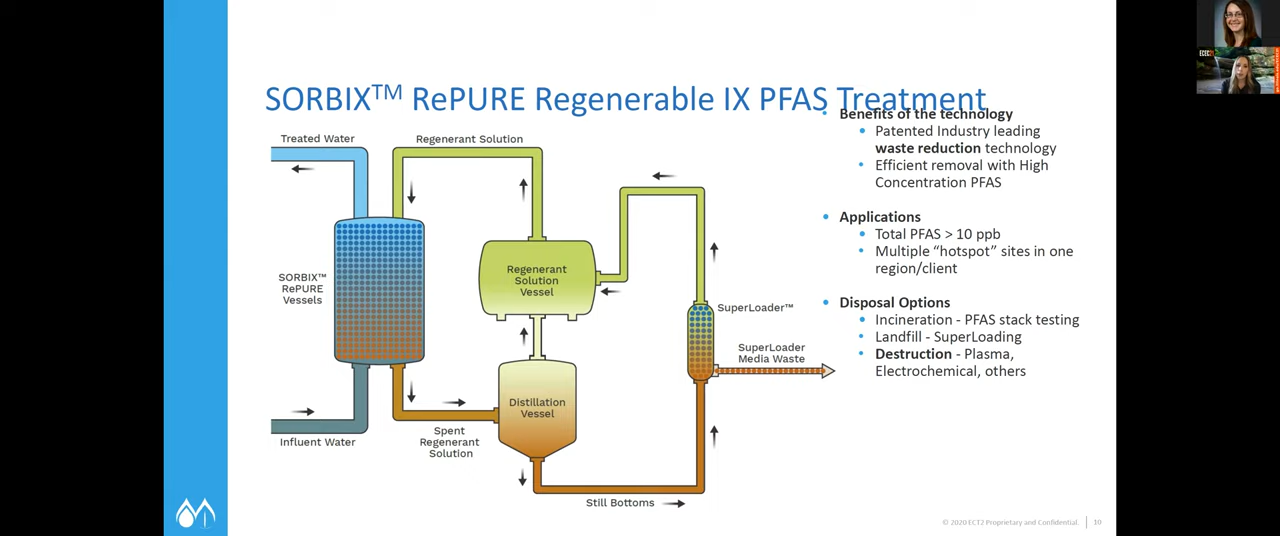 SORBIX™ RePURE Regenerable IX PFAS Treatment
Treated Water
Regenerant Solution
SORBIX™
RePURE
Vessels
Regenerant
Solution
Vessel
SuperLoader™
SuperLoader
Media Waste
Distillation
Vessel
Influent Water
Spent
Regenerant
Solution
Still Bottoms
• Benefits of the technology
• Patented Industry leading
waste reduction technology
• Efficient removal with High
Concentration PFAS
• Applications
• Total PFAS > 10 ppb
• Multiple “hotspot” sites in one
region/client
• Disposal Options
• Incineration - PFAS stack testing
• Landfill - SuperLoading
• Destruction - Plasma,
Electrochemical, others
© 2020 ECT2 Proprietary and Confidential. | 10